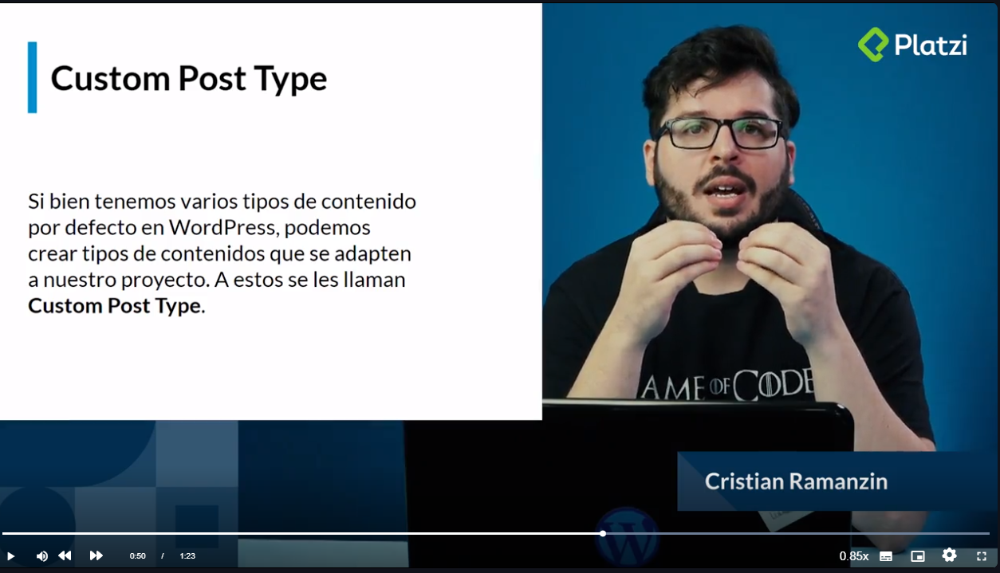 Custom Post Type
Si bien tenemos varios tipos de contenido
por defecto en WordPress, podemos
crear tipos de contenidos que se adapten
a nuestro proyecto. A estos se les llaman
Custom Post Type.
Platzi
AME OF CODE
Cristian Ramanzin
0:50 / 1:23
0.85x